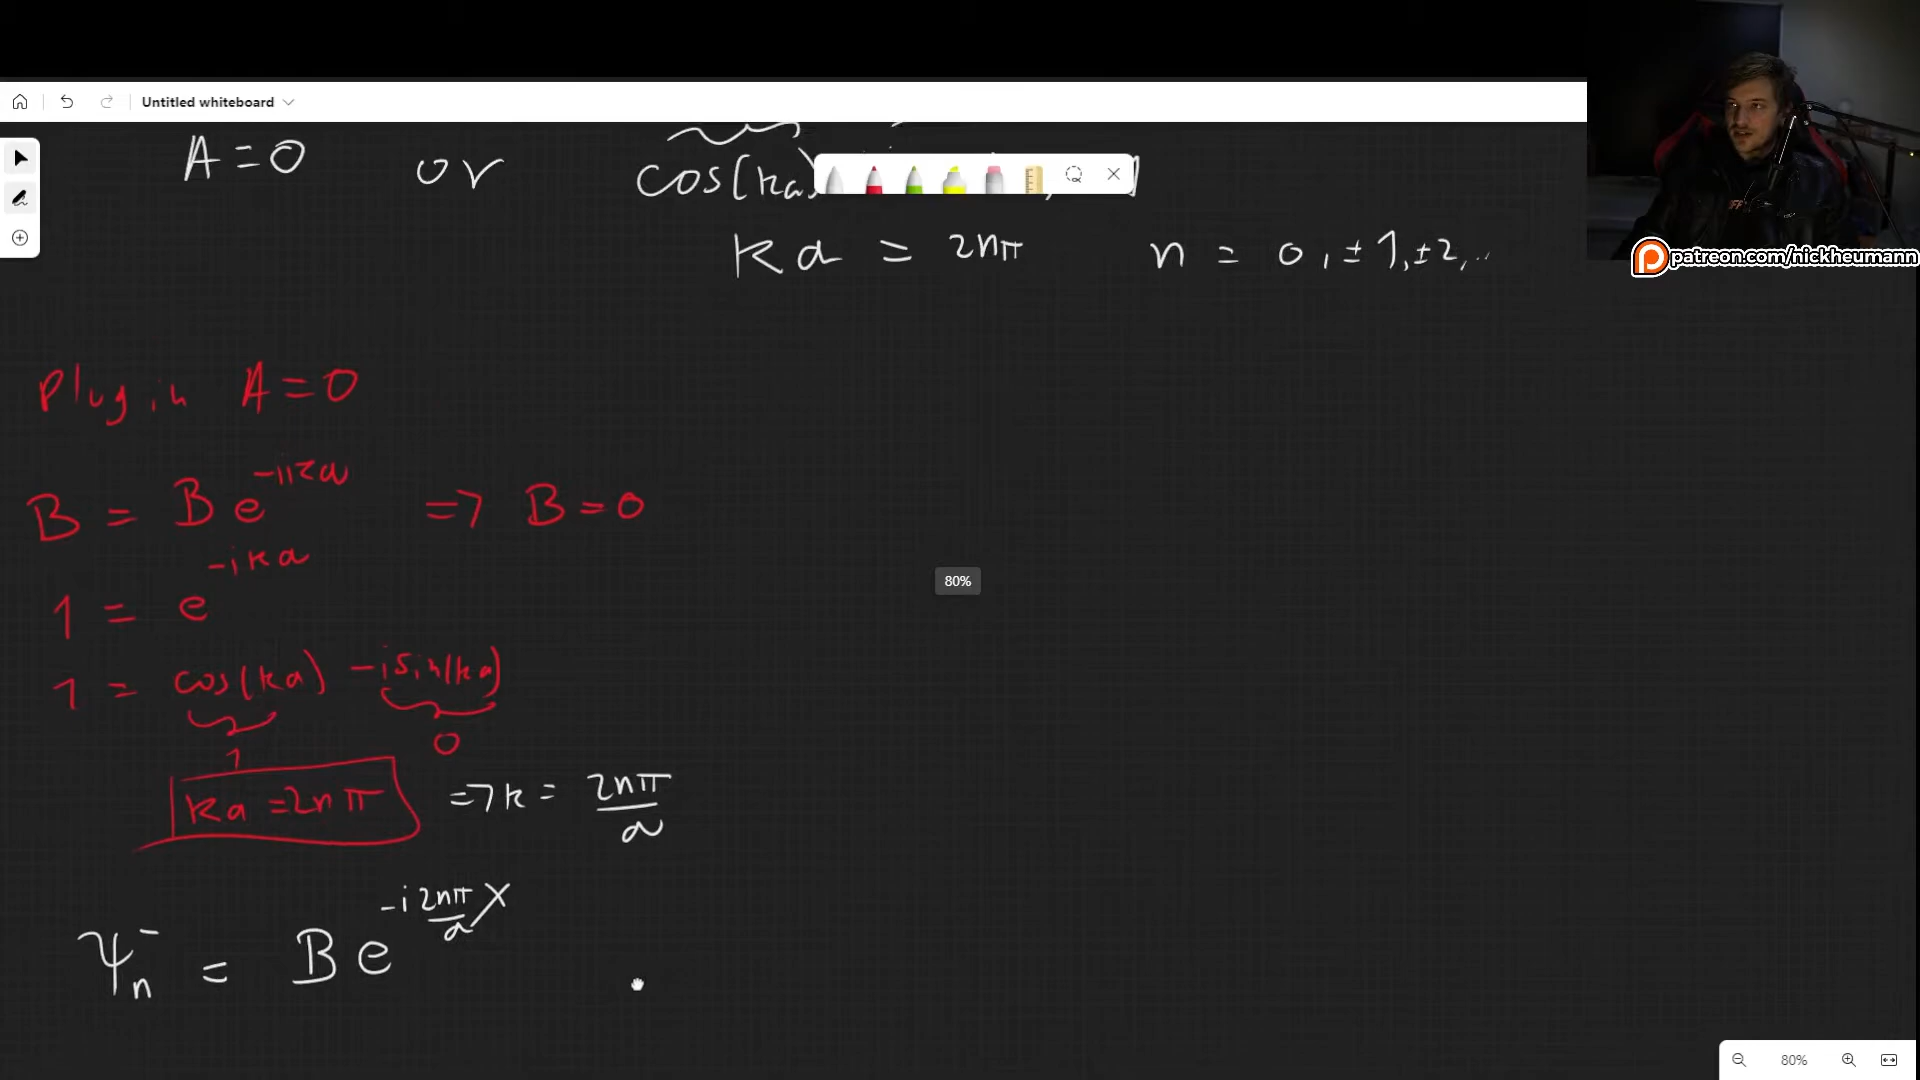 Untitled whiteboard
A = 0 or cos(ka)
ka = 2nπ n = 0, ±1, ±2, ..
patreon.com/nickheumann
Plug in A = 0
B = B e^{-ika} => B = 0
1 = e^{-ika}
1 = cos(ka) - i sin(ka)
1 0
ka = 2nπ => k = 2nπ/a
ψ_n^- = B e^{-i 2nπ/a x}
80%
80%